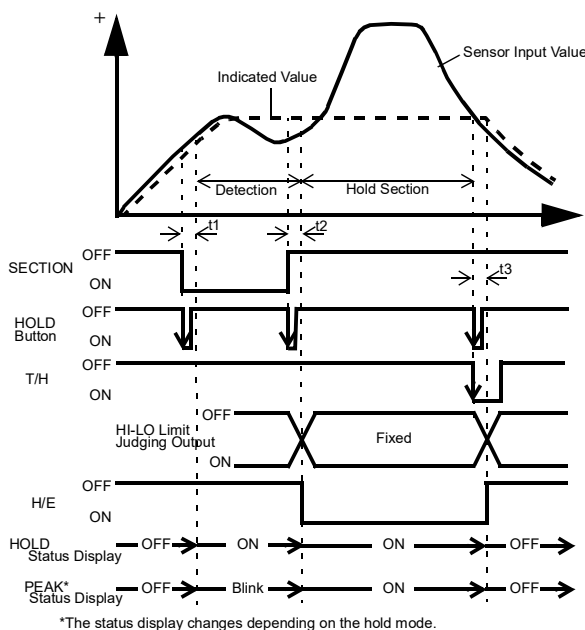 +
Sensor Input Value
Indicated Value
Detection
Hold Section
t1
t2
t3
SECTION
OFF
ON
HOLD
Button
OFF
ON
T/H
OFF
ON
HI-LO Limit
Judging Output
OFF
ON
Fixed
H/E
OFF
ON
HOLD
Status Display
OFF
ON
ON
OFF
PEAK*
Status Display
OFF
Blink
ON
OFF
*The status display changes depending on the hold mode.